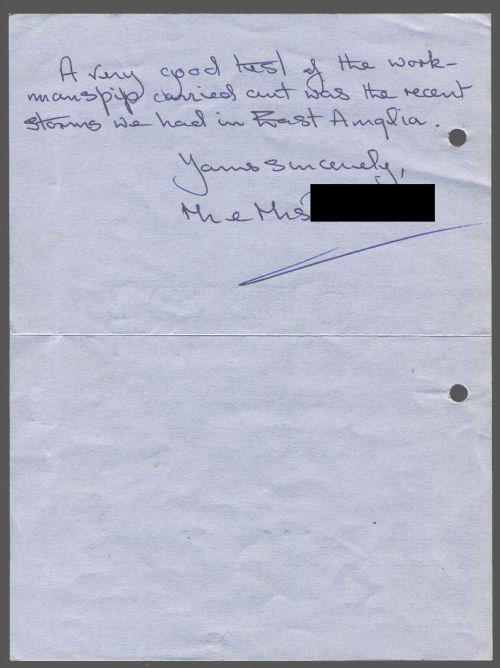 A very good test of the work-
manspip carried out was the recent
storms we had in East Anglia.
Yours sincerely,
Mr e Mrs